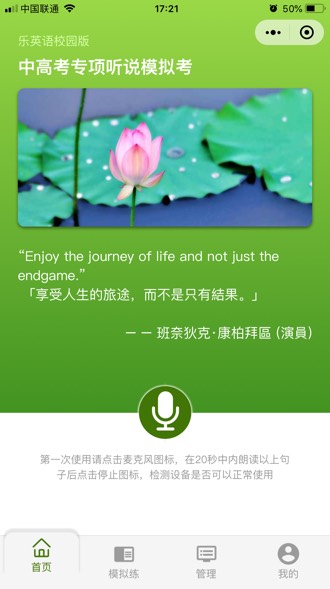 中国联通
17:21
50%
乐英语校园版
中高考专项听说模拟考
“Enjoy the journey of life and not just the
endgame.”
「享受人生的旅途，而不是只有結果。」
－－ 班奈狄克·康柏拜區 (演員)
第一次使用请点击麦克风图标，在20秒中内朗读以上句
子后点击停止图标，检测设备是否可以正常使用
首页
模拟练
管理
我的